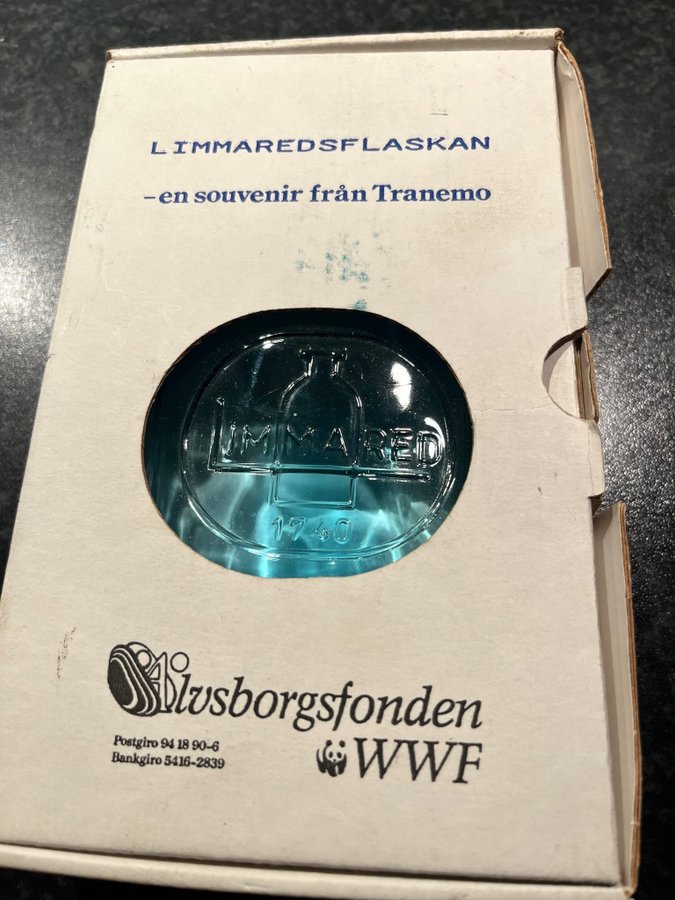 LIMMAREDSFLASKAN
–en souvenir från Tranemo
LIMMARED
1740
Älvsborgsfonden
Postgiro 94 18 90–6
Bankgiro 5416–2839
WWF